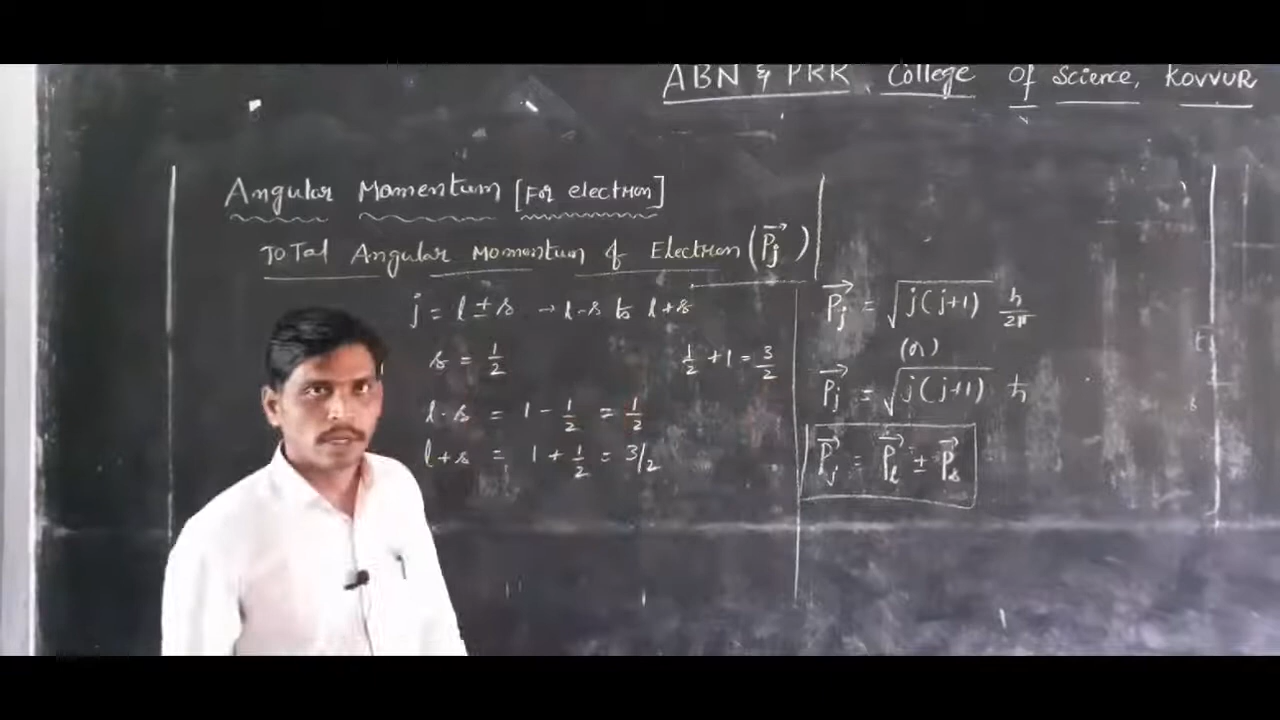 ABN & PRR College of Science, KOVVUR
Angular Momentum [For electron]
Total Angular Momentum of Electron (P⃗j)
j = l ± s → l-s to l+s
s = 1/2
1/2 + 1 = 3/2
l-s = 1 - 1/2 = 1/2
l+s = 1 + 1/2 = 3/2
P⃗j = √j(j+1) h/2π
(or)
P⃗j = √j(j+1) ħ
P⃗j = P⃗l ± P⃗s